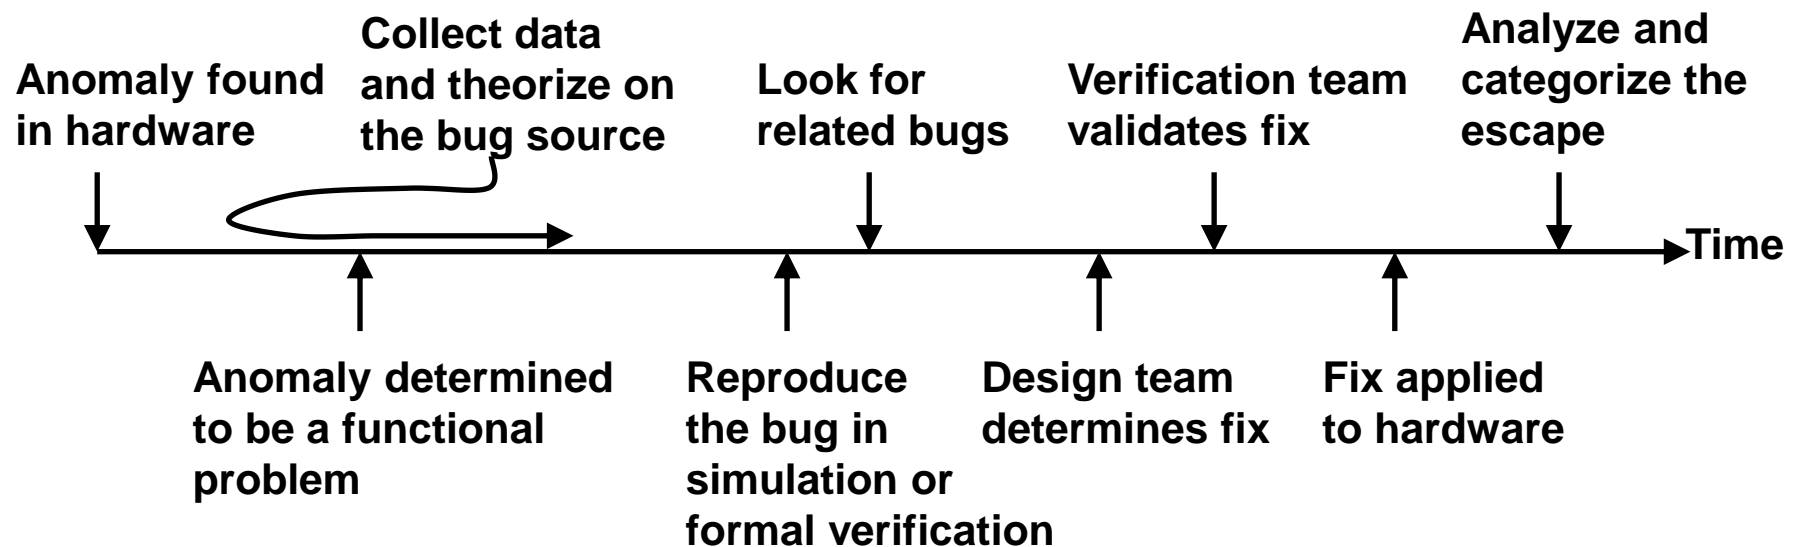 Anomaly found
in hardware
Collect data
and theorize on
the bug source
Look for
related bugs
Verification team
validates fix
Analyze and
categorize the
escape
Time
Anomaly determined
to be a functional
problem
Reproduce
the bug in
simulation or
formal verification
Design team
determines fix
Fix applied
to hardware